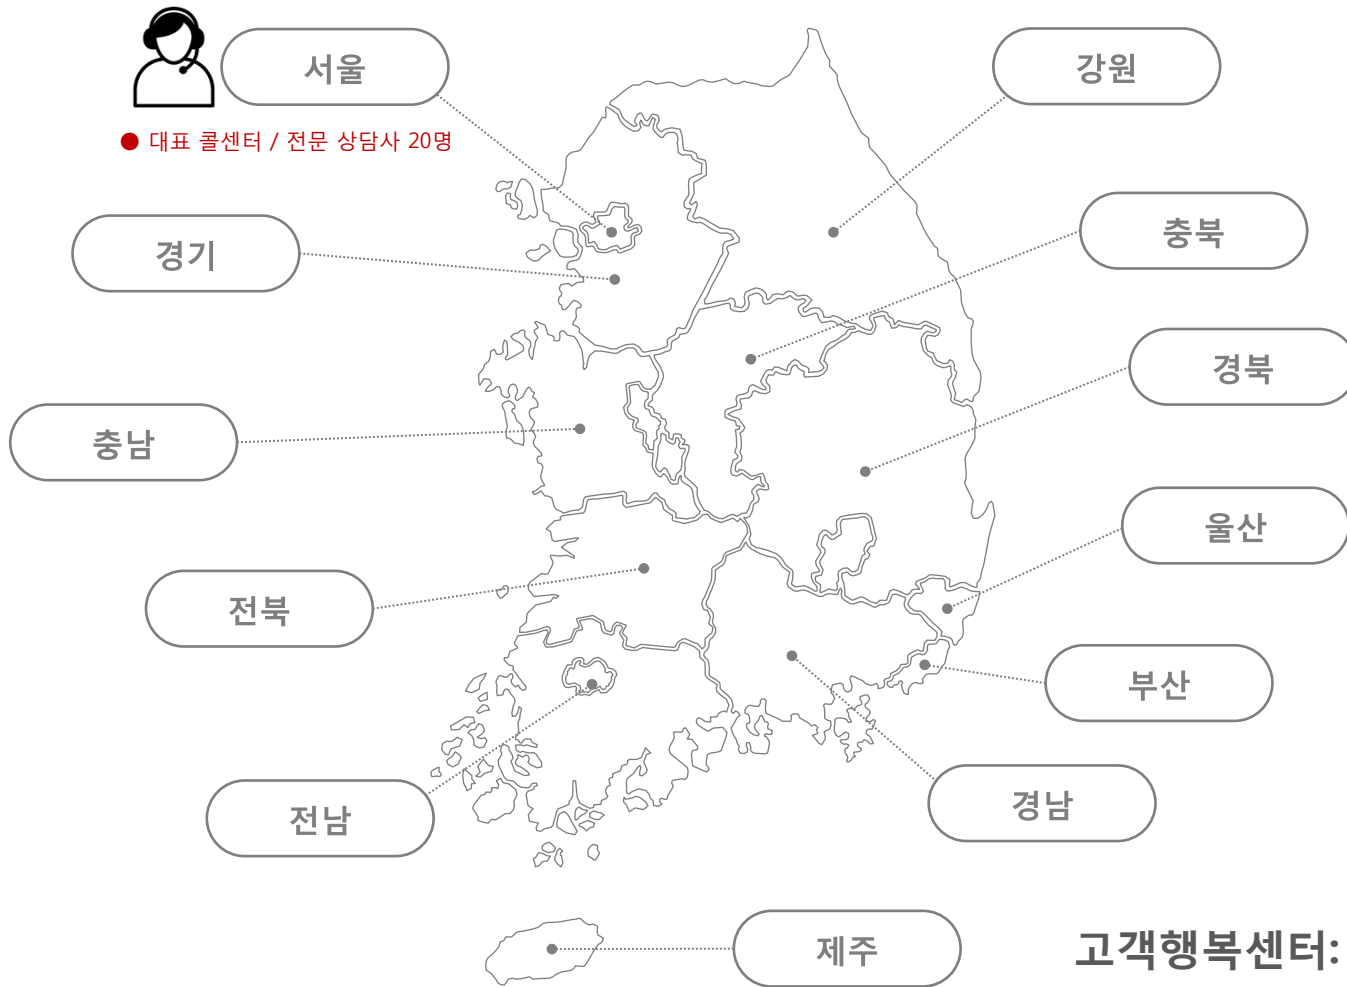 서울
강원
● 대표 콜센터 / 전문 상담사 20명
충북
경기
경북
충남
울산
전북
부산
경남
전남
제주
고객행복센터: